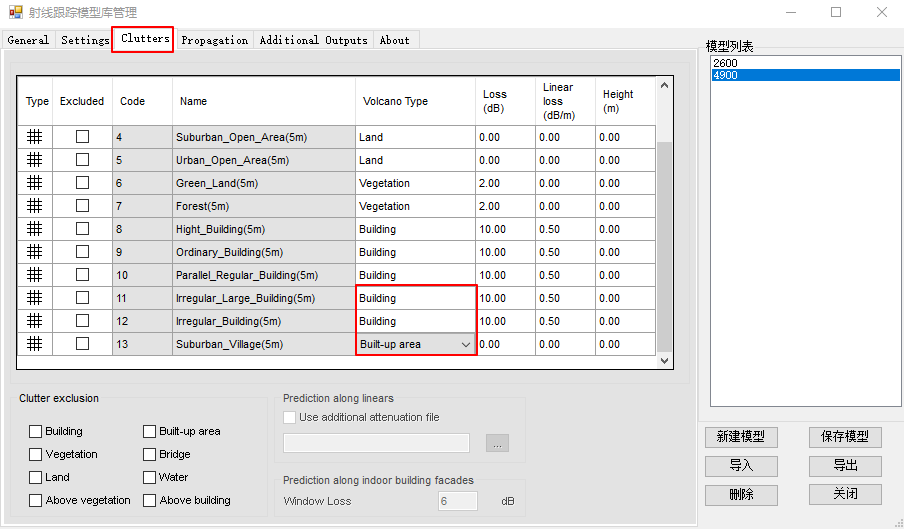 射线跟踪模型库管理
General Settings Clutters Propagation Additional Outputs About
Type Excluded Code Name Volcano Type Loss (dB) Linear loss (dB/m) Height (m)
4 Suburban_Open_Area(5m) Land 0.00 0.00 0.00
5 Urban_Open_Area(5m) Land 0.00 0.00 0.00
6 Green_Land(5m) Vegetation 2.00 0.00 0.00
7 Forest(5m) Vegetation 2.00 0.00 0.00
8 Hight_Building(5m) Building 10.00 0.50 0.00
9 Ordinary_Building(5m) Building 10.00 0.50 0.00
10 Parallel_Regular_Building(5m) Building 10.00 0.50 0.00
11 Irregular_Large_Building(5m) Building 10.00 0.50 0.00
12 Irregular_Building(5m) Building 10.00 0.50 0.00
13 Suburban_Village(5m) Built-up area 0.00 0.00 0.00
Clutter exclusion
Building Built-up area
Vegetation Bridge
Land Water
Above vegetation Above building
Prediction along linears
Use additional attenuation file
...
Prediction along indoor building facades
Window Loss 6 dB
模型列表
2600
4900
新建模型 保存模型
导入 导出
删除 关闭